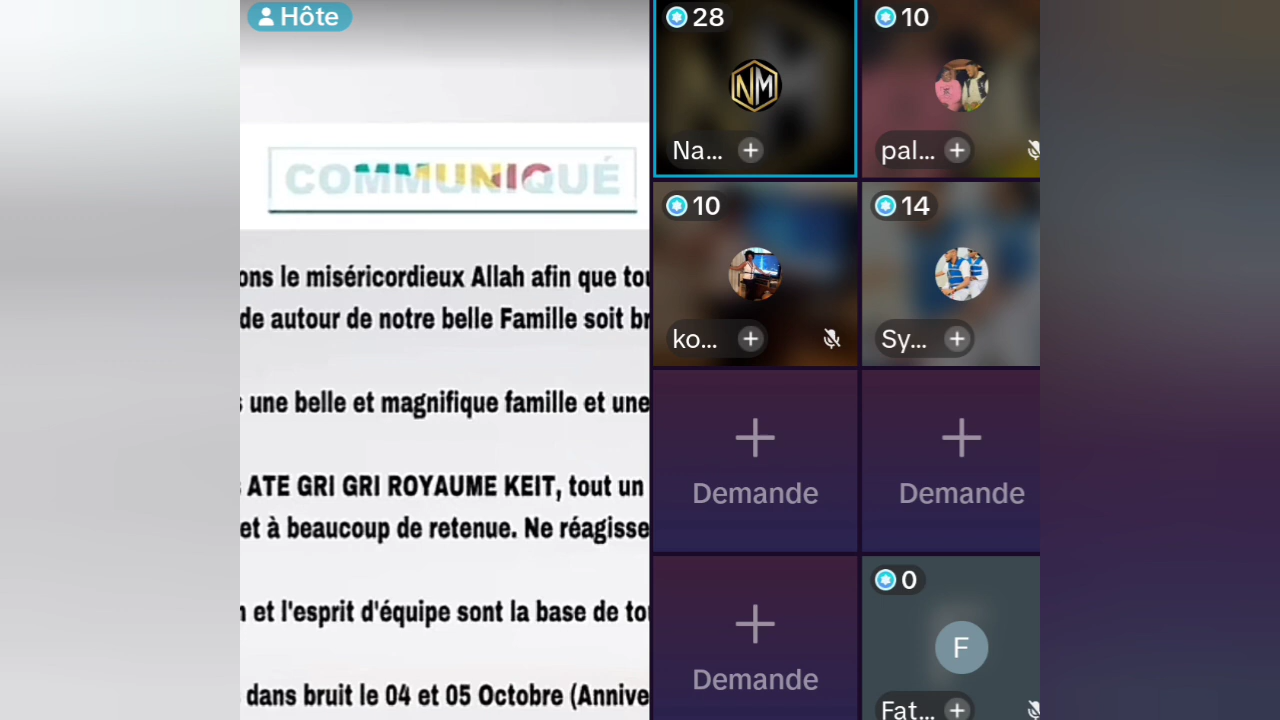 Hôte
COMMUNIQUÉ
ons le miséricordieux Allah afin que tou
de autour de notre belle Famille soit br
une belle et magnifique famille et une
ATE GRI GRI ROYAUME KEIT, tout un
et à beaucoup de retenue. Ne réagisse
n et l'esprit d'équipe sont la base de tou
dans bruit le 04 et 05 Octobre (Annive
28
NM
Na...
10
pal...
10
ko...
14
Sy...
Demande
Demande
Demande
0
F
Fat...